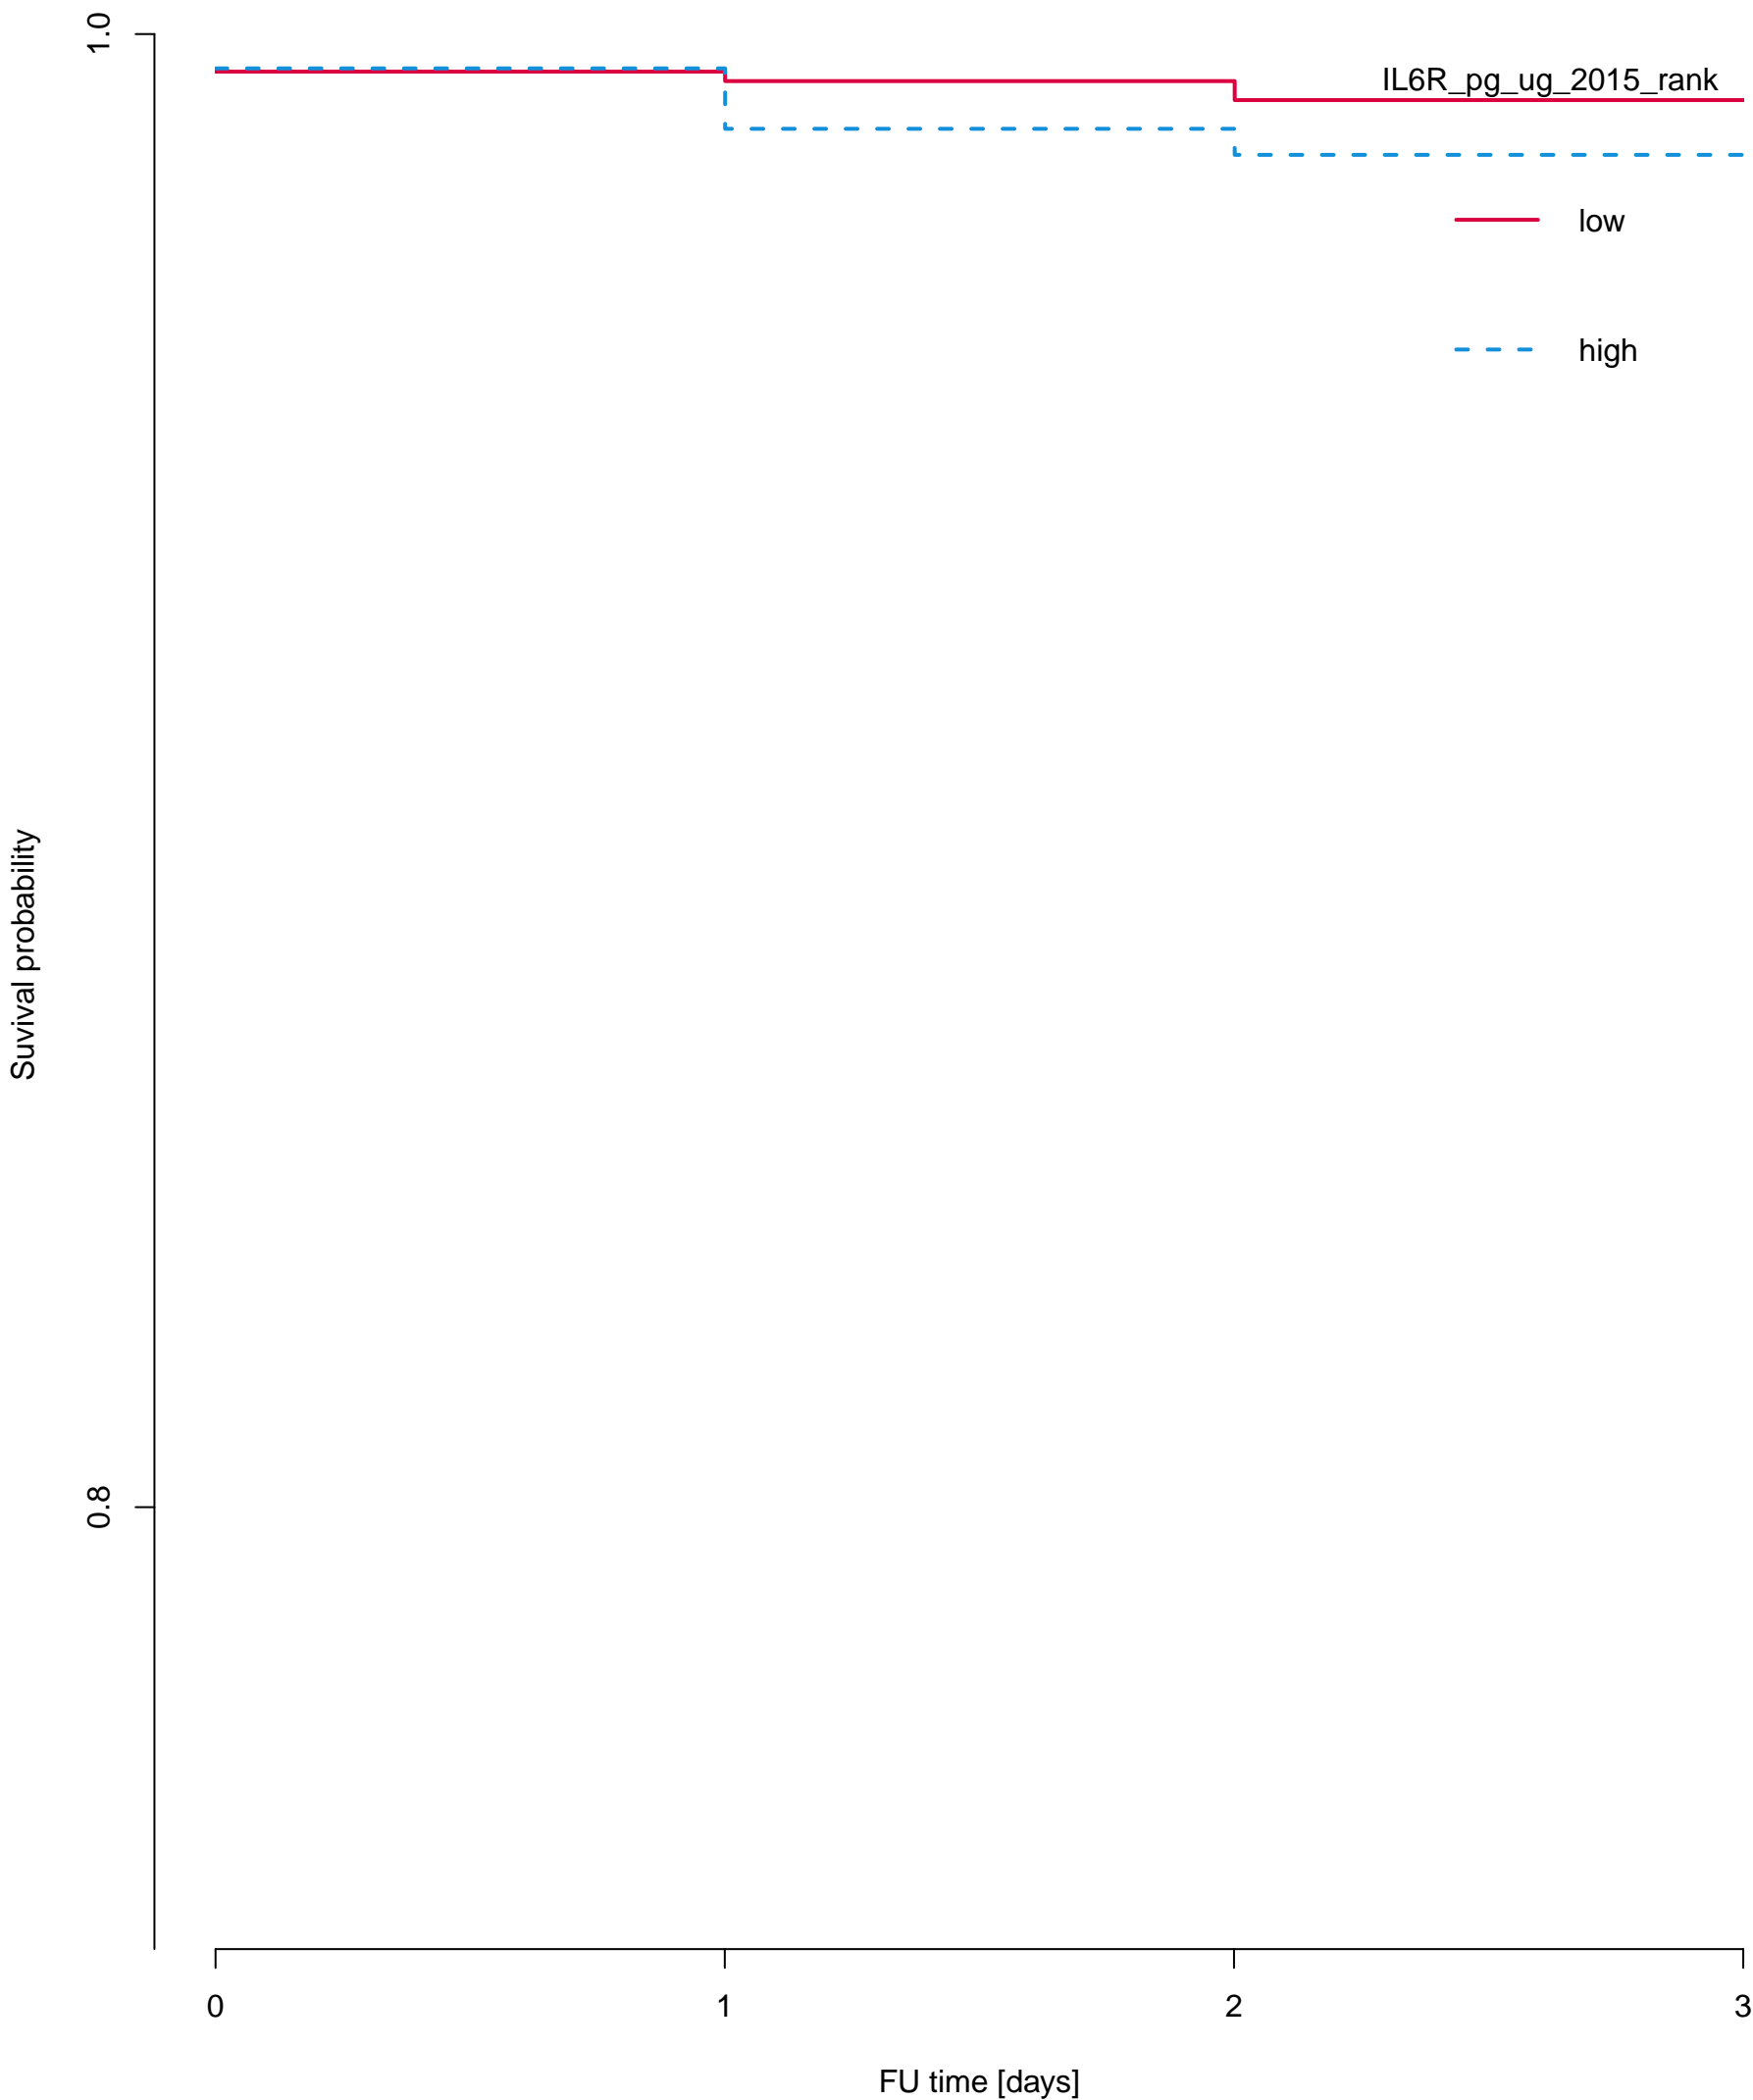 1.0
IL6R_pg_ug_2015_rank
low
high
Suvival probability
0.8
0 1 2 3
FU time [days]